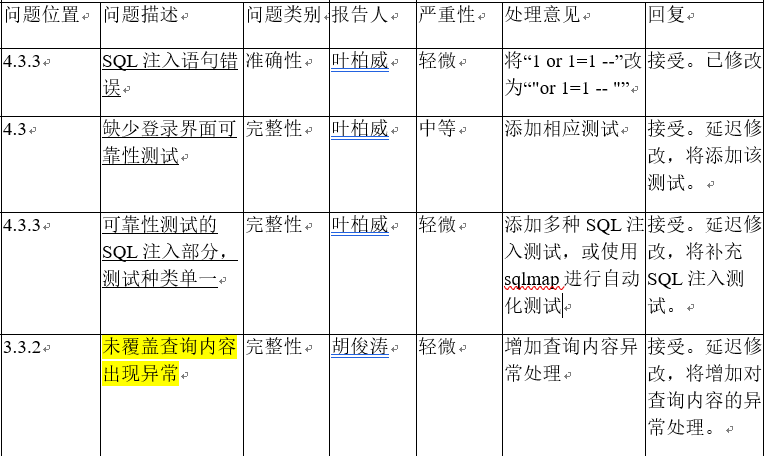 问题位置 问题描述 问题类别 报告人 严重性 处理意见 回复
4.3.3 SQL 注入语句错误 准确性 叶柏威 轻微 将“1 or 1=1 --”改为“"or 1=1 -- "” 接受。已修改
4.3 缺少登录界面可靠性测试 完整性 叶柏威 中等 添加相应测试 接受。延迟修改，将添加该测试。
4.3.3 可靠性测试的 SQL 注入部分，测试种类单一 完整性 叶柏威 轻微 添加多种 SQL 注入测试，或使用 sqlmap 进行自动化测试 接受。延迟修改，将补充 SQL 注入测试。
3.3.2 未覆盖查询内容出现异常 完整性 胡俊涛 轻微 增加查询内容异常处理 接受。延迟修改，将增加对查询内容的异常处理。